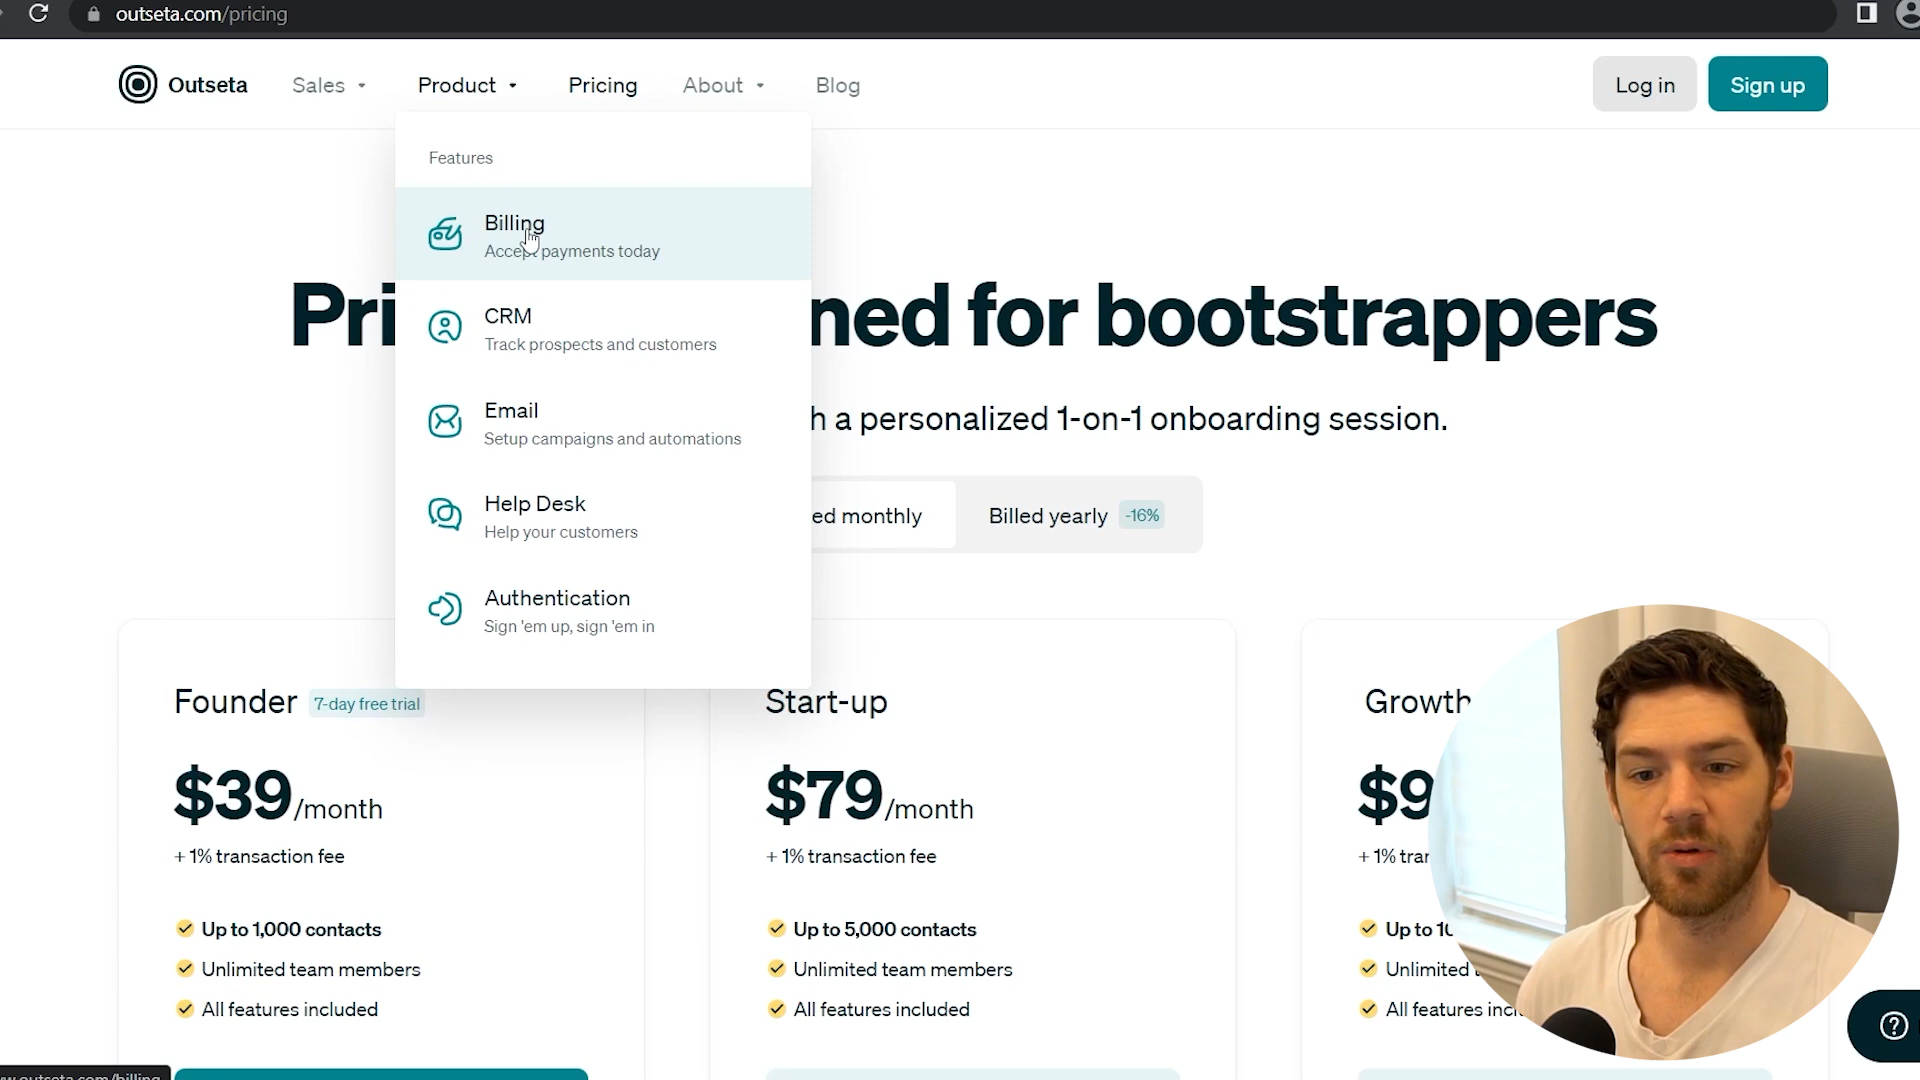 outseta.com/pricing
Outseta
Sales
Product
Pricing
About
Blog
Log in
Sign up
Features
Billing
Accept payments today
CRM
Track prospects and customers
Email
Setup campaigns and automations
Help Desk
Help your customers
Authentication
Sign 'em up, sign 'em in
Pri ned for bootstrappers
h a personalized 1-on-1 onboarding session.
ed monthly
Billed yearly -16%
Founder 7-day free trial
$39/month
+ 1% transaction fee
Up to 1,000 contacts
Unlimited team members
All features included
Start-up
$79/month
+ 1% transaction fee
Up to 5,000 contacts
Unlimited team members
All features included
Growth
$9
+ 1% tran
Up to 10
Unlimited
All features incl